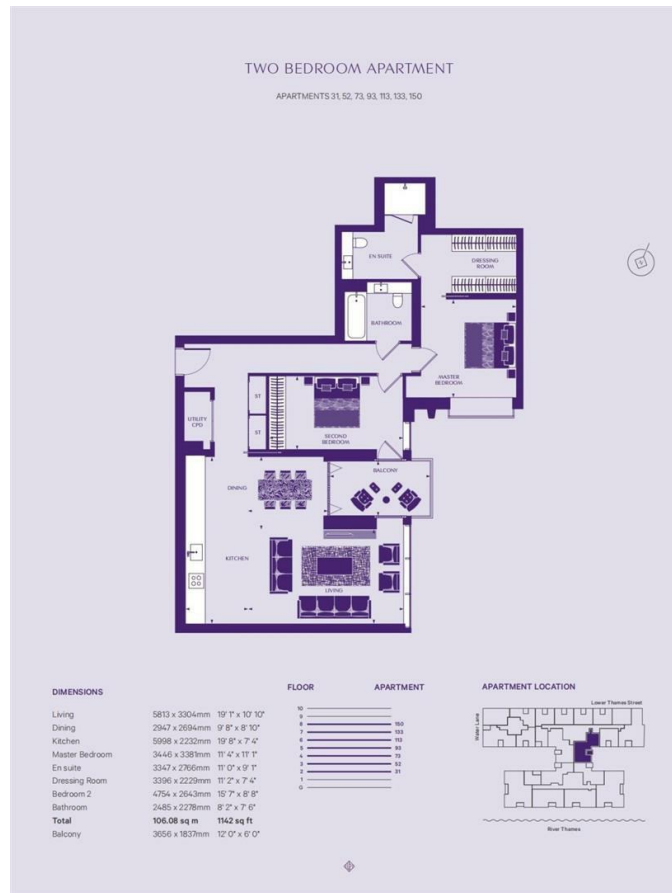 TWO BEDROOM APARTMENT
APARTMENTS 31, 52, 73, 93, 113, 133, 150
EN SUITE
DRESSING
ROOM
BATHROOM
MASTER
BEDROOM
UTILITY
CPD
ST
ST
SECOND
BEDROOM
BALCONY
DINING
KITCHEN
LIVING
DIMENSIONS
Living 5813 x 3304mm 19' 1" x 10' 10"
Dining 2947 x 2694mm 9' 8" x 8' 10"
Kitchen 5998 x 2232mm 19' 8" x 7' 4"
Master Bedroom 3446 x 3381mm 11' 4" x 11' 1"
En suite 3347 x 2766mm 11' 0" x 9' 1"
Dressing Room 3396 x 2229mm 11' 2" x 7' 4"
Bedroom 2 4754 x 2643mm 15' 7" x 8' 8"
Bathroom 2485 x 2278mm 8' 2" x 7' 6"
Total 106.08 sq m 1142 sq ft
Balcony 3656 x 1837mm 12' 0" x 6' 0"
FLOOR APARTMENT
10
9
8 150
7 133
6 113
5 93
4 73
3 52
2 31
1
0
APARTMENT LOCATION
Lower Thames Street
Water Lane
River Thames